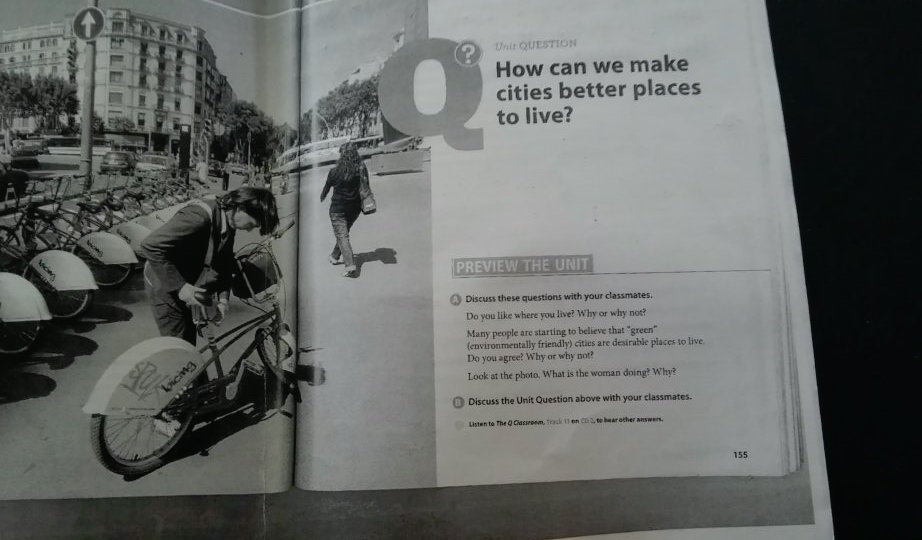 Q
?
Unit QUESTION
How can we make
cities better places
to live?
PREVIEW THE UNIT
A Discuss these questions with your classmates.
Do you like where you live? Why or why not?
Many people are starting to believe that "green"
(environmentally friendly) cities are desirable places to live.
Do you agree? Why or why not?
Look at the photo. What is the woman doing? Why?
B Discuss the Unit Question above with your classmates.
Listen to The Q Classroom, Track 11 on CD 2, to hear other answers.
155
bicing